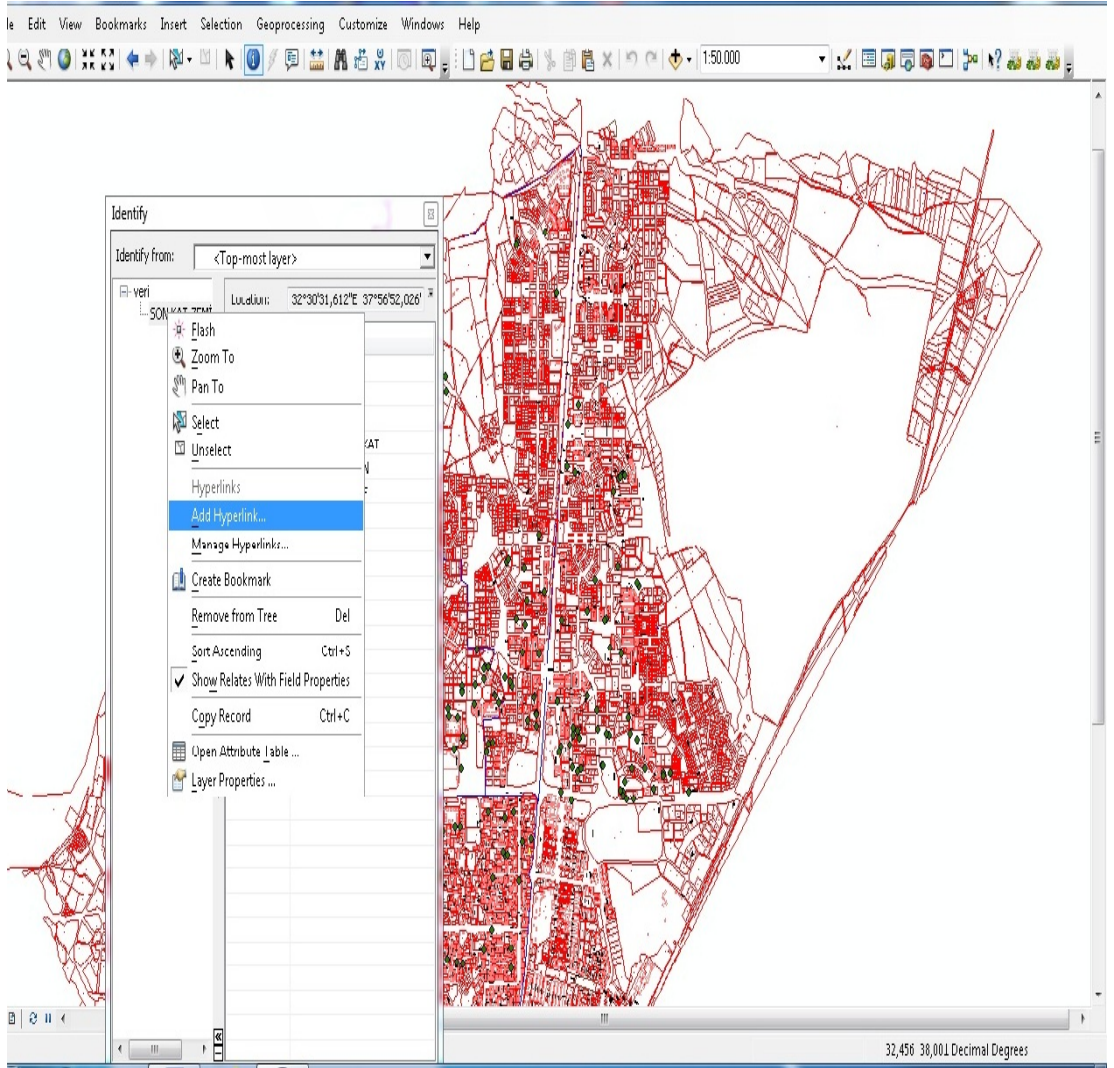 le Edit View Bookmarks Insert Selection Geoprocessing Customize Windows Help
1:50.000
Identify
Identify from: <Top-most layer>
veri
SON KAT ZEMİ
Location: 32°30'31,612"E 37°56'52,026'
Flash
Zoom To
Pan To
Select
Unselect
KAT
N
F
Hyperlinks
Add Hyperlink...
Manage Hyperlinks...
Create Bookmark
Remove from Tree Del
Sort Ascending Ctrl+S
Show Relates With Field Properties
Copy Record Ctrl+C
Open Attribute Table ...
Layer Properties ...
32,456 38,001 Decimal Degrees